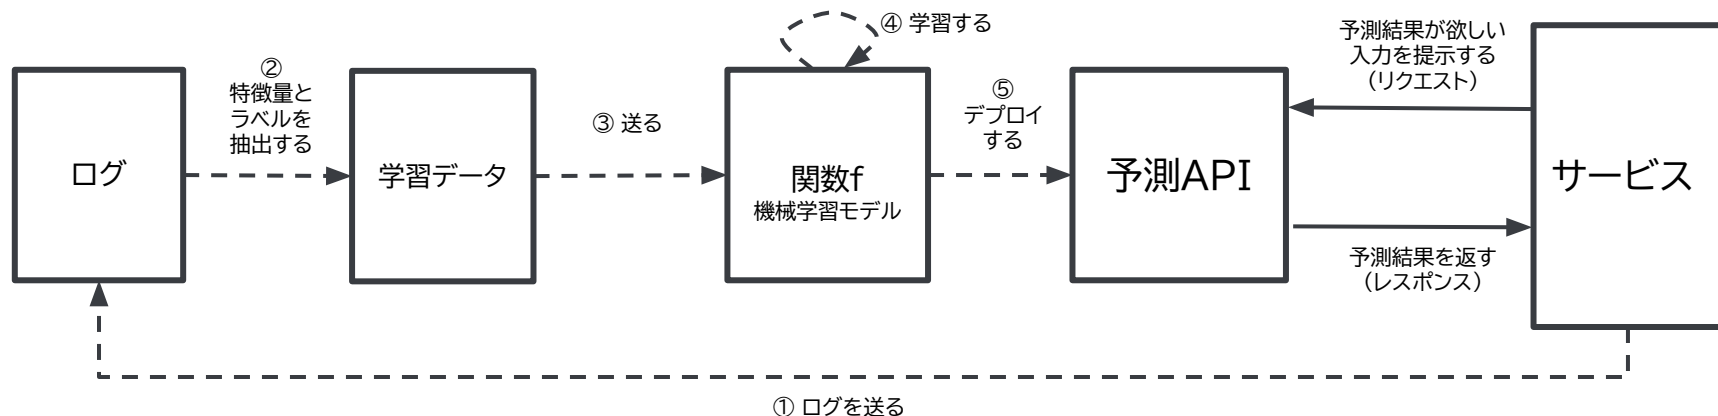 ④ 学習する
予測結果が欲しい
入力を提示する
（リクエスト）
②
特徴量と
ラベルを
抽出する
③ 送る
⑤
デプロイ
する
ログ
学習データ
関数f
機械学習モデル
予測API
サービス
予測結果を返す
（レスポンス）
① ログを送る